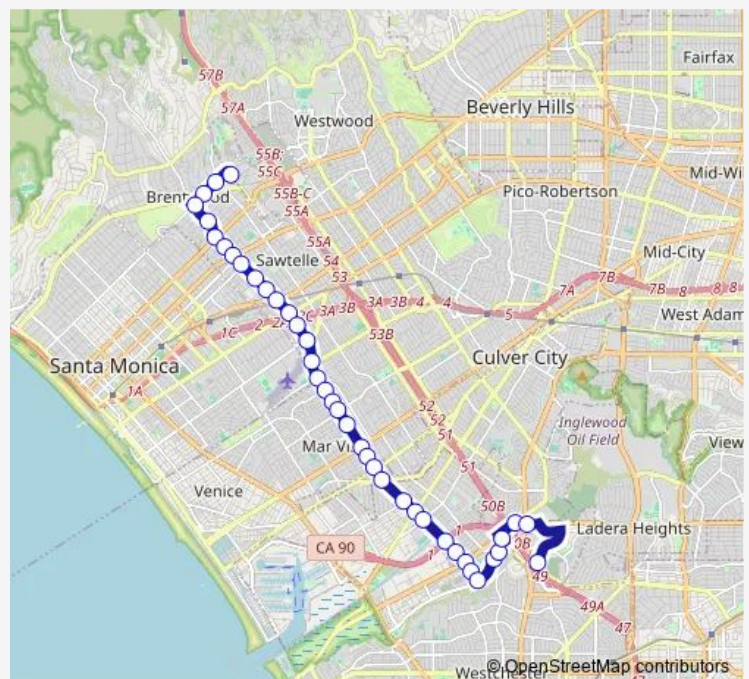 57B
Fairfax
57A
Beverly Hills
Westwood
55B;
55C
Mid-Wi
Brentwood
55B-C
Pico-Robertson
55A
55A
Mid-City
Sawtelle
54
53
7A
7B
7B
8
8
8
3A
3B
3A
3B
4
4
5
1C
2
West Adam
53B
Santa Monica
Culver City
1A
52
52
51
Inglewood
Oil Field
Mar Vi
View
51
Venice
50B
1
Ladera Heights
0B
CA 90
1
49
49A
47
Westchester
© OpenStreetMap contributors